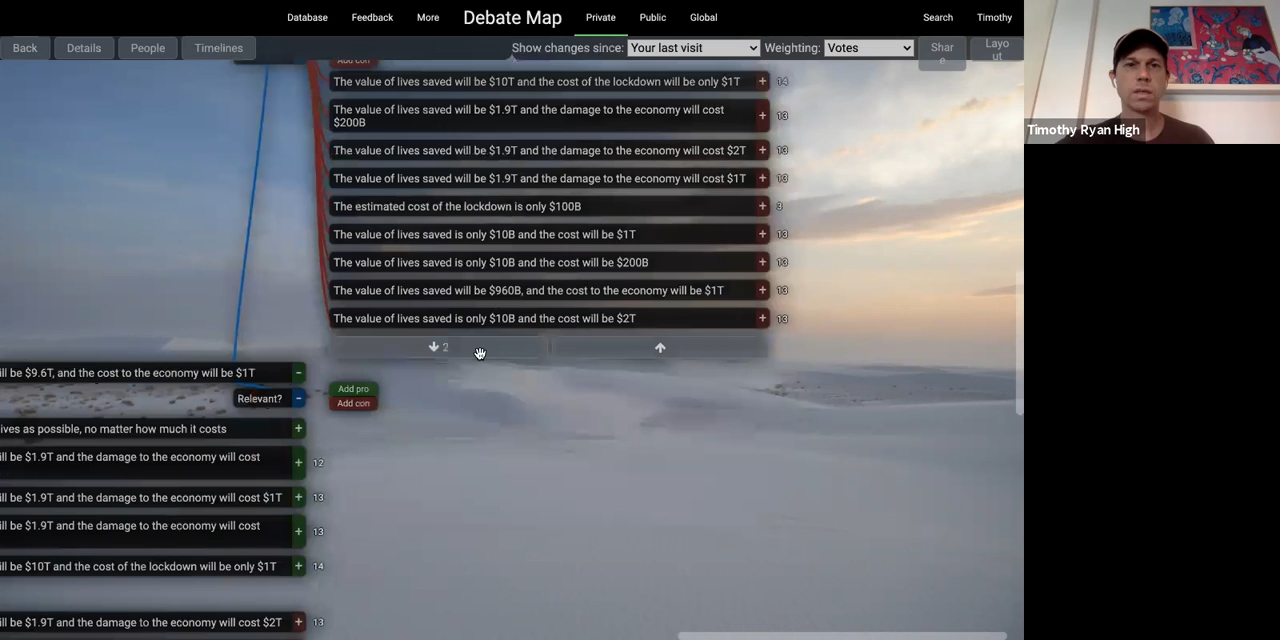 Database Feedback More Debate Map Private Public Global Search Timothy
Back Details People Timelines Show changes since: Your last visit Weighting: Votes Shar
e Layo
ut
Add con
The value of lives saved will be $10T and the cost of the lockdown will be only $1T + 14
The value of lives saved will be $1.9T and the damage to the economy will cost
$200B + 13
The value of lives saved will be $1.9T and the damage to the economy will cost $2T + 13
The value of lives saved will be $1.9T and the damage to the economy will cost $1T + 13
The estimated cost of the lockdown is only $100B + 3
The value of lives saved is only $10B and the cost will be $1T + 13
The value of lives saved is only $10B and the cost will be $200B + 13
The value of lives saved will be $960B, and the cost to the economy will be $1T + 13
The value of lives saved is only $10B and the cost will be $2T + 13
2
ill be $9.6T, and the cost to the economy will be $1T -
Relevant? -
Add pro
Add con
ives as possible, no matter how much it costs +
ill be $1.9T and the damage to the economy will cost + 12
ill be $1.9T and the damage to the economy will cost $1T + 13
ill be $1.9T and the damage to the economy will cost + 13
ill be $10T and the cost of the lockdown will be only $1T + 14
ill be $1.9T and the damage to the economy will cost $2T + 13
Timothy Ryan High